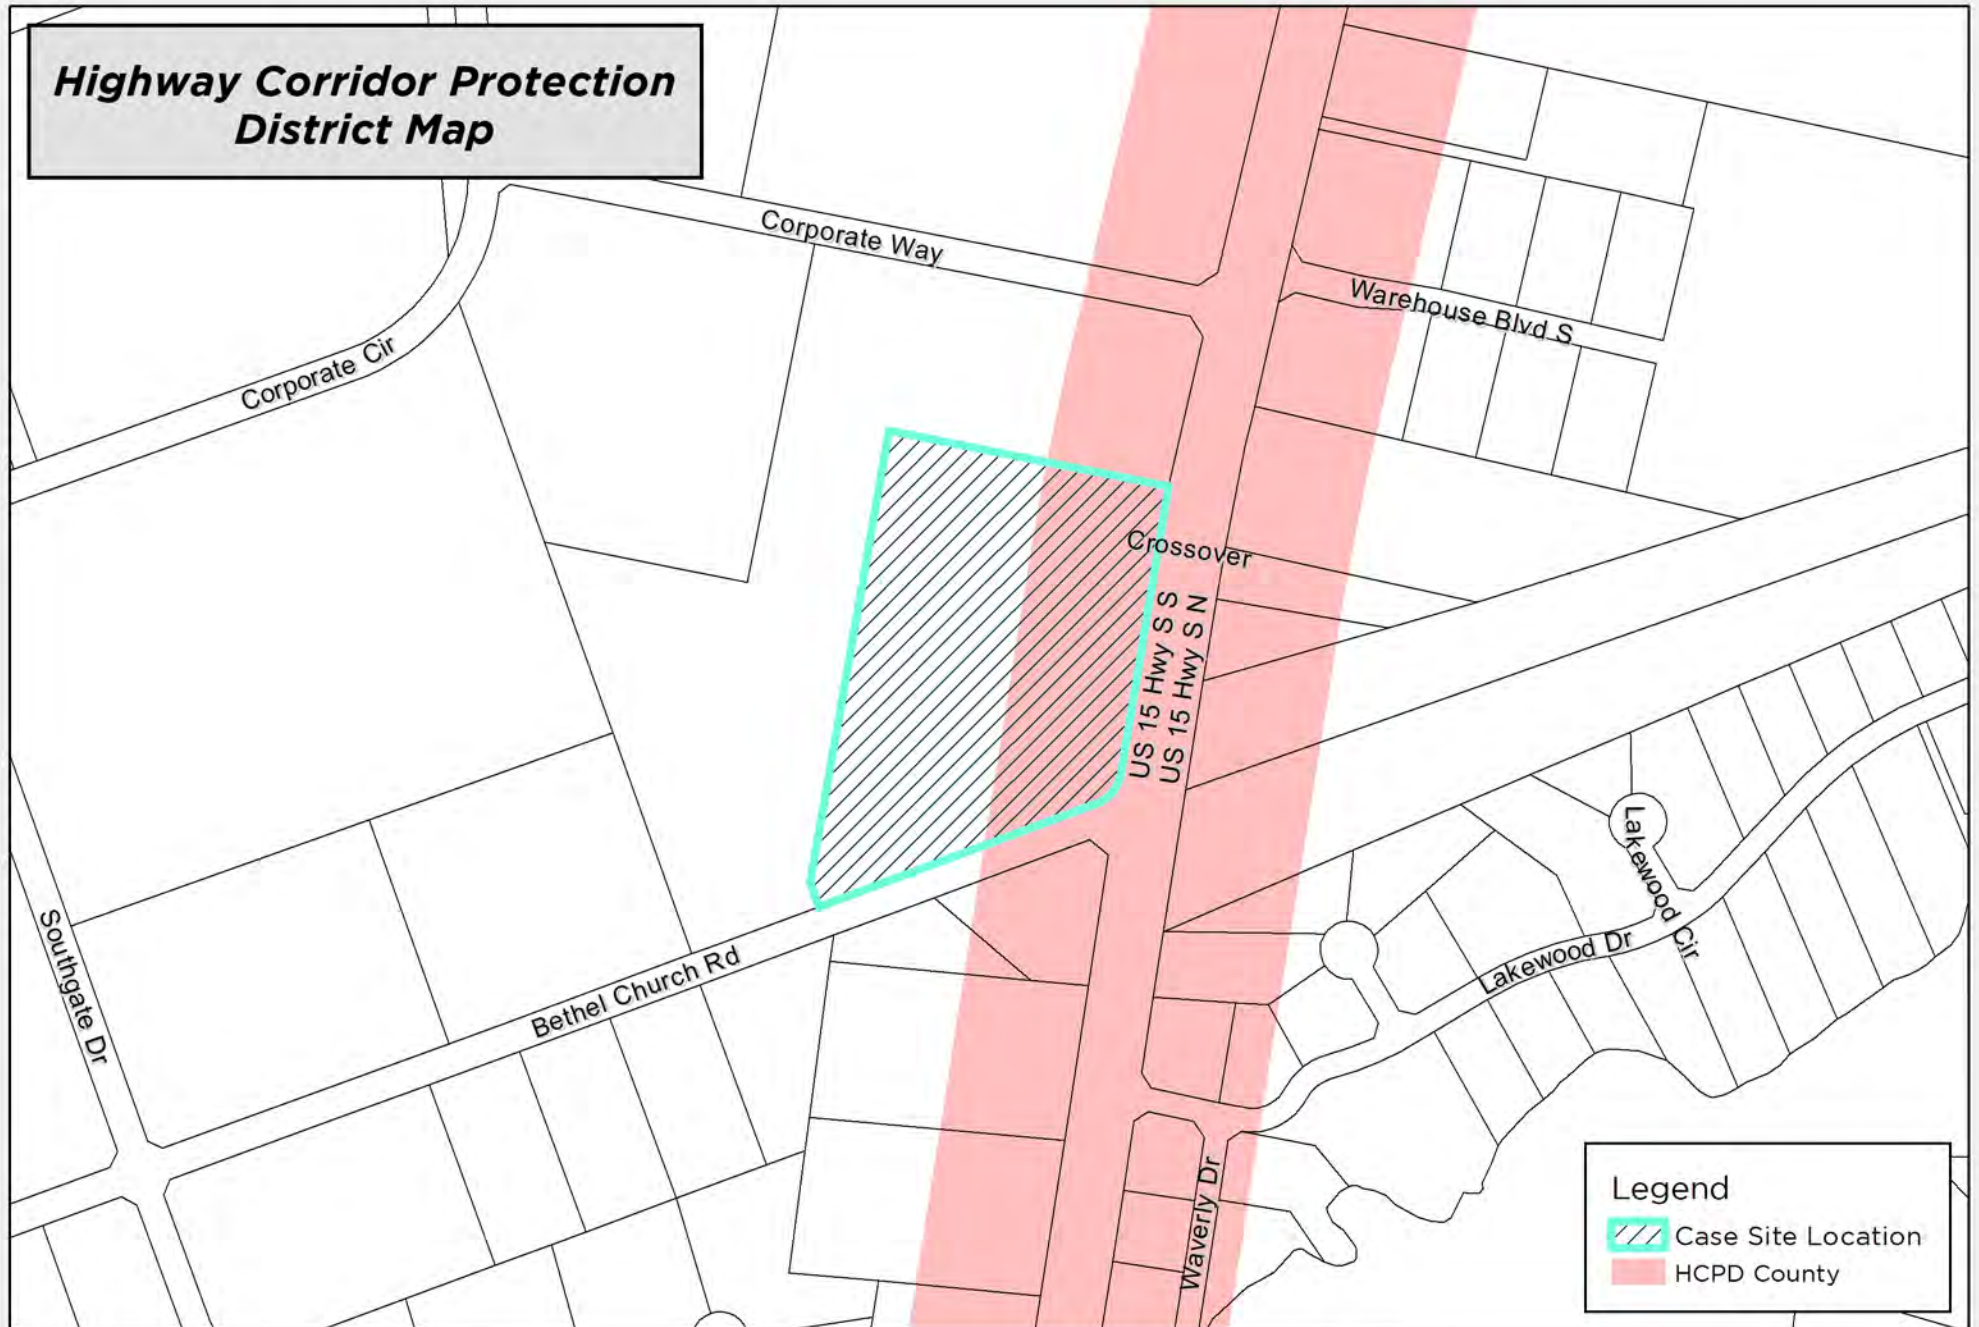 Highway Corridor Protection
District Map
Corporate Way
Warehouse Blvd S
Corporate Cir
Crossover
US 15 Hwy S S
US 15 Hwy S N
Lakewood Cir
Lakewood Dr
Southgate Dr
Bethel Church Rd
Waverly Dr
Legend
Case Site Location
HCPD County